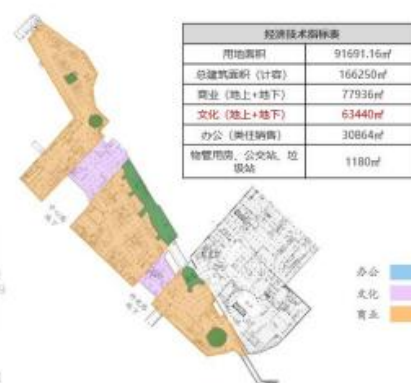 经济技术指标表
用地面积 91691.16㎡
总建筑面积（计容） 166250㎡
商业（地上+地下） 77936㎡
文化（地上+地下） 63440㎡
办公（类住销售） 30864㎡
物管用房、公交站、垃
圾站 1180㎡
办公
文化
商业